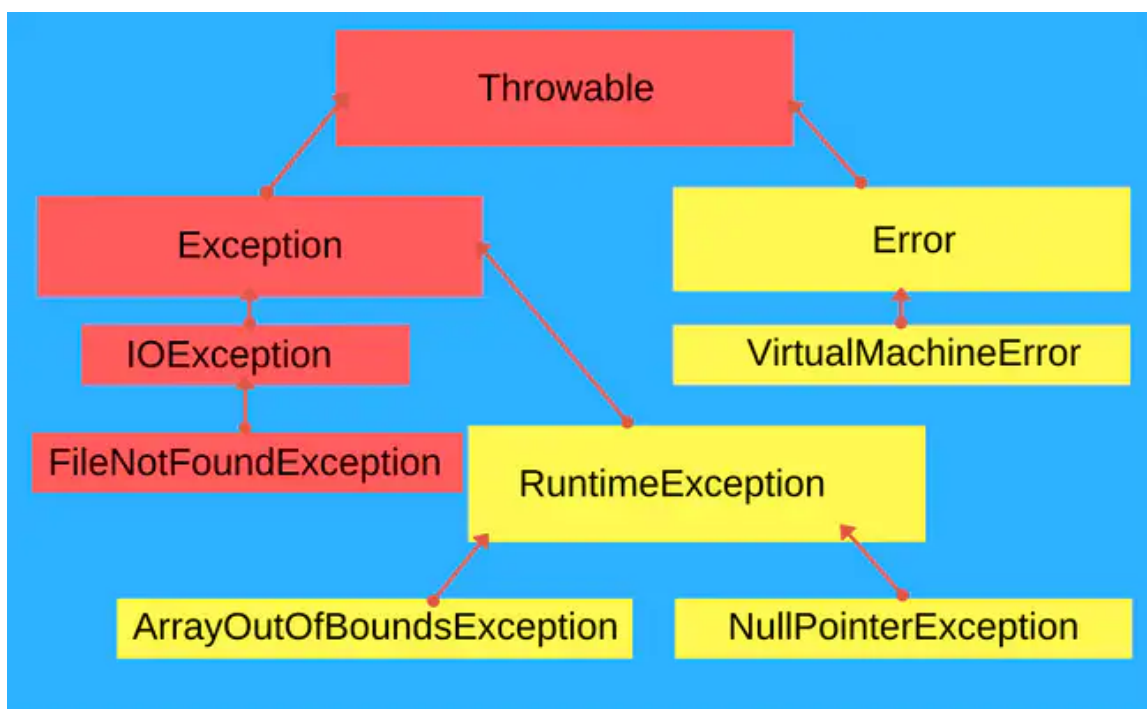 Throwable
Exception
Error
IOException
VirtualMachineError
FileNotFoundException
RuntimeException
ArrayOutOfBoundsException
NullPointerException